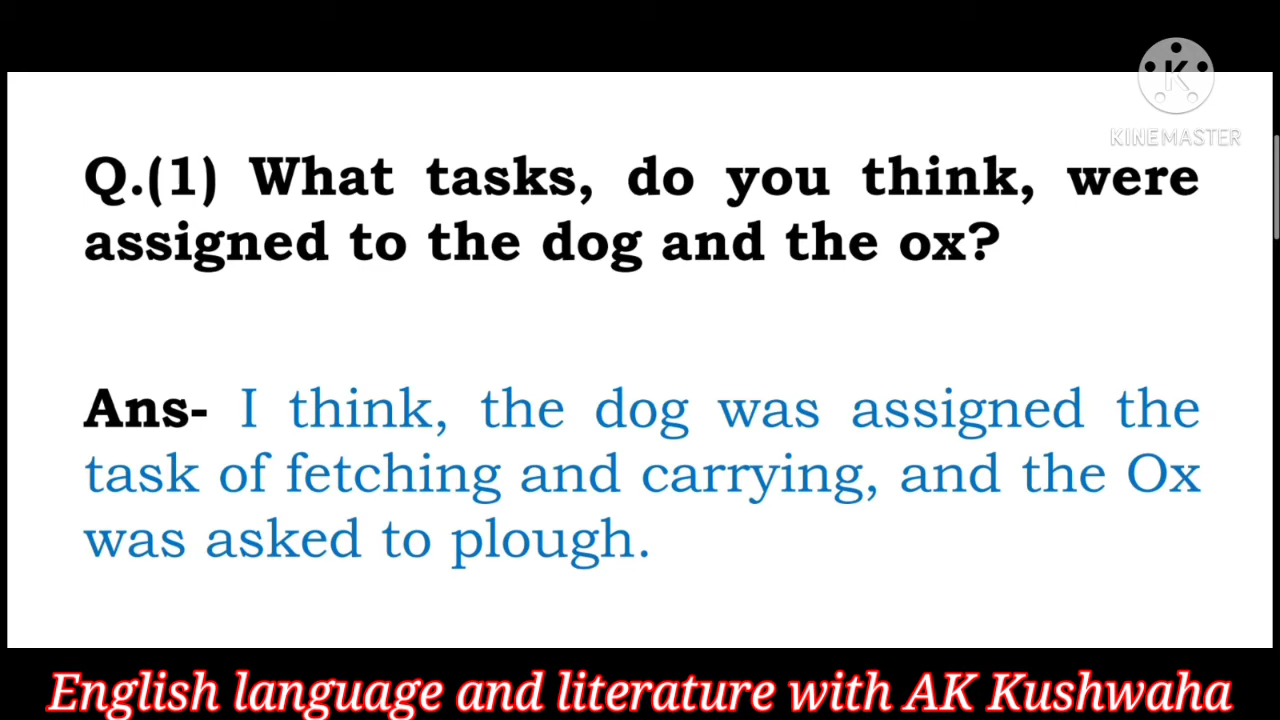 K
KINEMASTER
Q.(1) What tasks, do you think, were
assigned to the dog and the ox?
Ans- I think, the dog was assigned the
task of fetching and carrying, and the Ox
was asked to plough.
English language and literature with AK Kushwaha